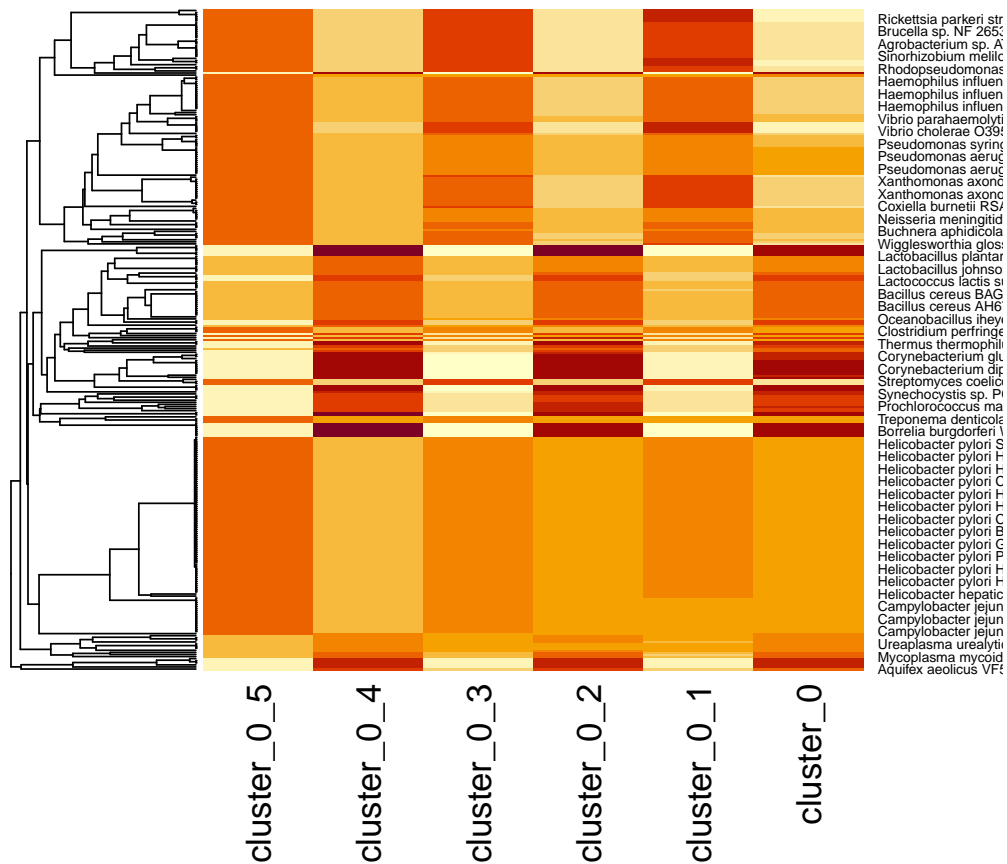 Rickettsia parkeri str
Brucella sp. NF 2653
Agrobacterium sp. AT
Sinorhizobium melilo
Rhodopseudomonas
Haemophilus influen
Haemophilus influen
Haemophilus influen
Vibrio parahaemolyti
Vibrio cholerae O395
Pseudomonas syring
Pseudomonas aerug
Pseudomonas aerug
Xanthomonas axono
Xanthomonas axono
Coxiella burnetii RSA
Neisseria meningitid
Buchnera aphidicola
Wigglesworthia gloss
Lactobacillus plantar
Lactobacillus johnso
Lactococcus lactis su
Bacillus cereus BAG
Bacillus cereus AH67
Oceanobacillus iheye
Clostridium perfringe
Thermus thermophilu
Corynebacterium glu
Corynebacterium dip
Streptomyces coelic
Synechocystis sp. PC
Prochlorococcus ma
Treponema denticola
Borrelia burgdorferi
Helicobacter pylori S
Helicobacter pylori H
Helicobacter pylori H
Helicobacter pylori C
Helicobacter pylori H
Helicobacter pylori H
Helicobacter pylori C
Helicobacter pylori B
Helicobacter pylori G
Helicobacter pylori P
Helicobacter pylori H
Helicobacter pylori H
Helicobacter hepatic
Campylobacter jejun
Campylobacter jejun
Campylobacter jejun
Ureaplasma urealytic
Mycoplasma mycoid
Aquifex aeolicus VF5
cluster_0_5
cluster_0_4
cluster_0_3
cluster_0_2
cluster_0_1
cluster_0